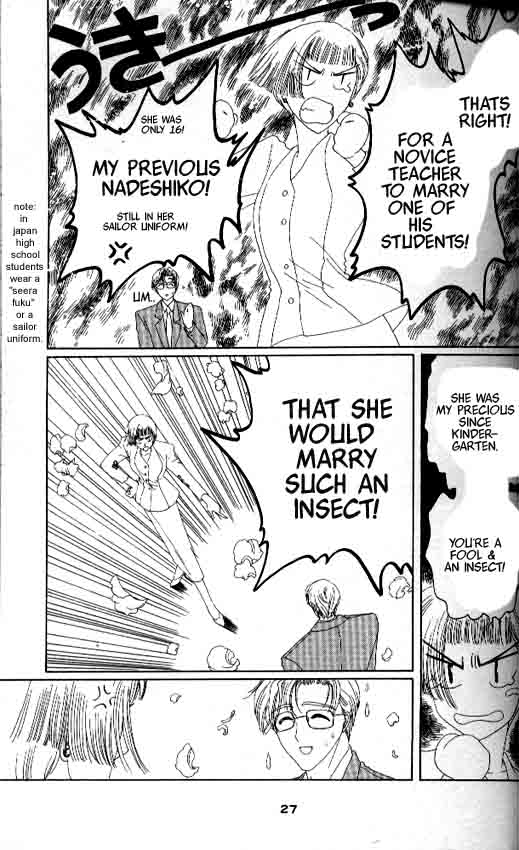 THATS
RIGHT!
FOR A
NOVICE
TEACHER
TO MARRY
ONE OF
HIS
STUDENTS!
うきーっ
SHE WAS
ONLY 16!
MY PREVIOUS
NADESHIKO!
STILL IN HER
SAILOR UNIFORM!
UM..
note:
in
japan
high
school
students
wear a
"seera
fuku"
or a
sailor
uniform.
SHE WAS
MY PRECIOUS
SINCE
KINDER-
GARTEN.
YOU'RE A
FOOL &
AN INSECT!
THAT SHE
WOULD
MARRY
SUCH AN
INSECT!
27